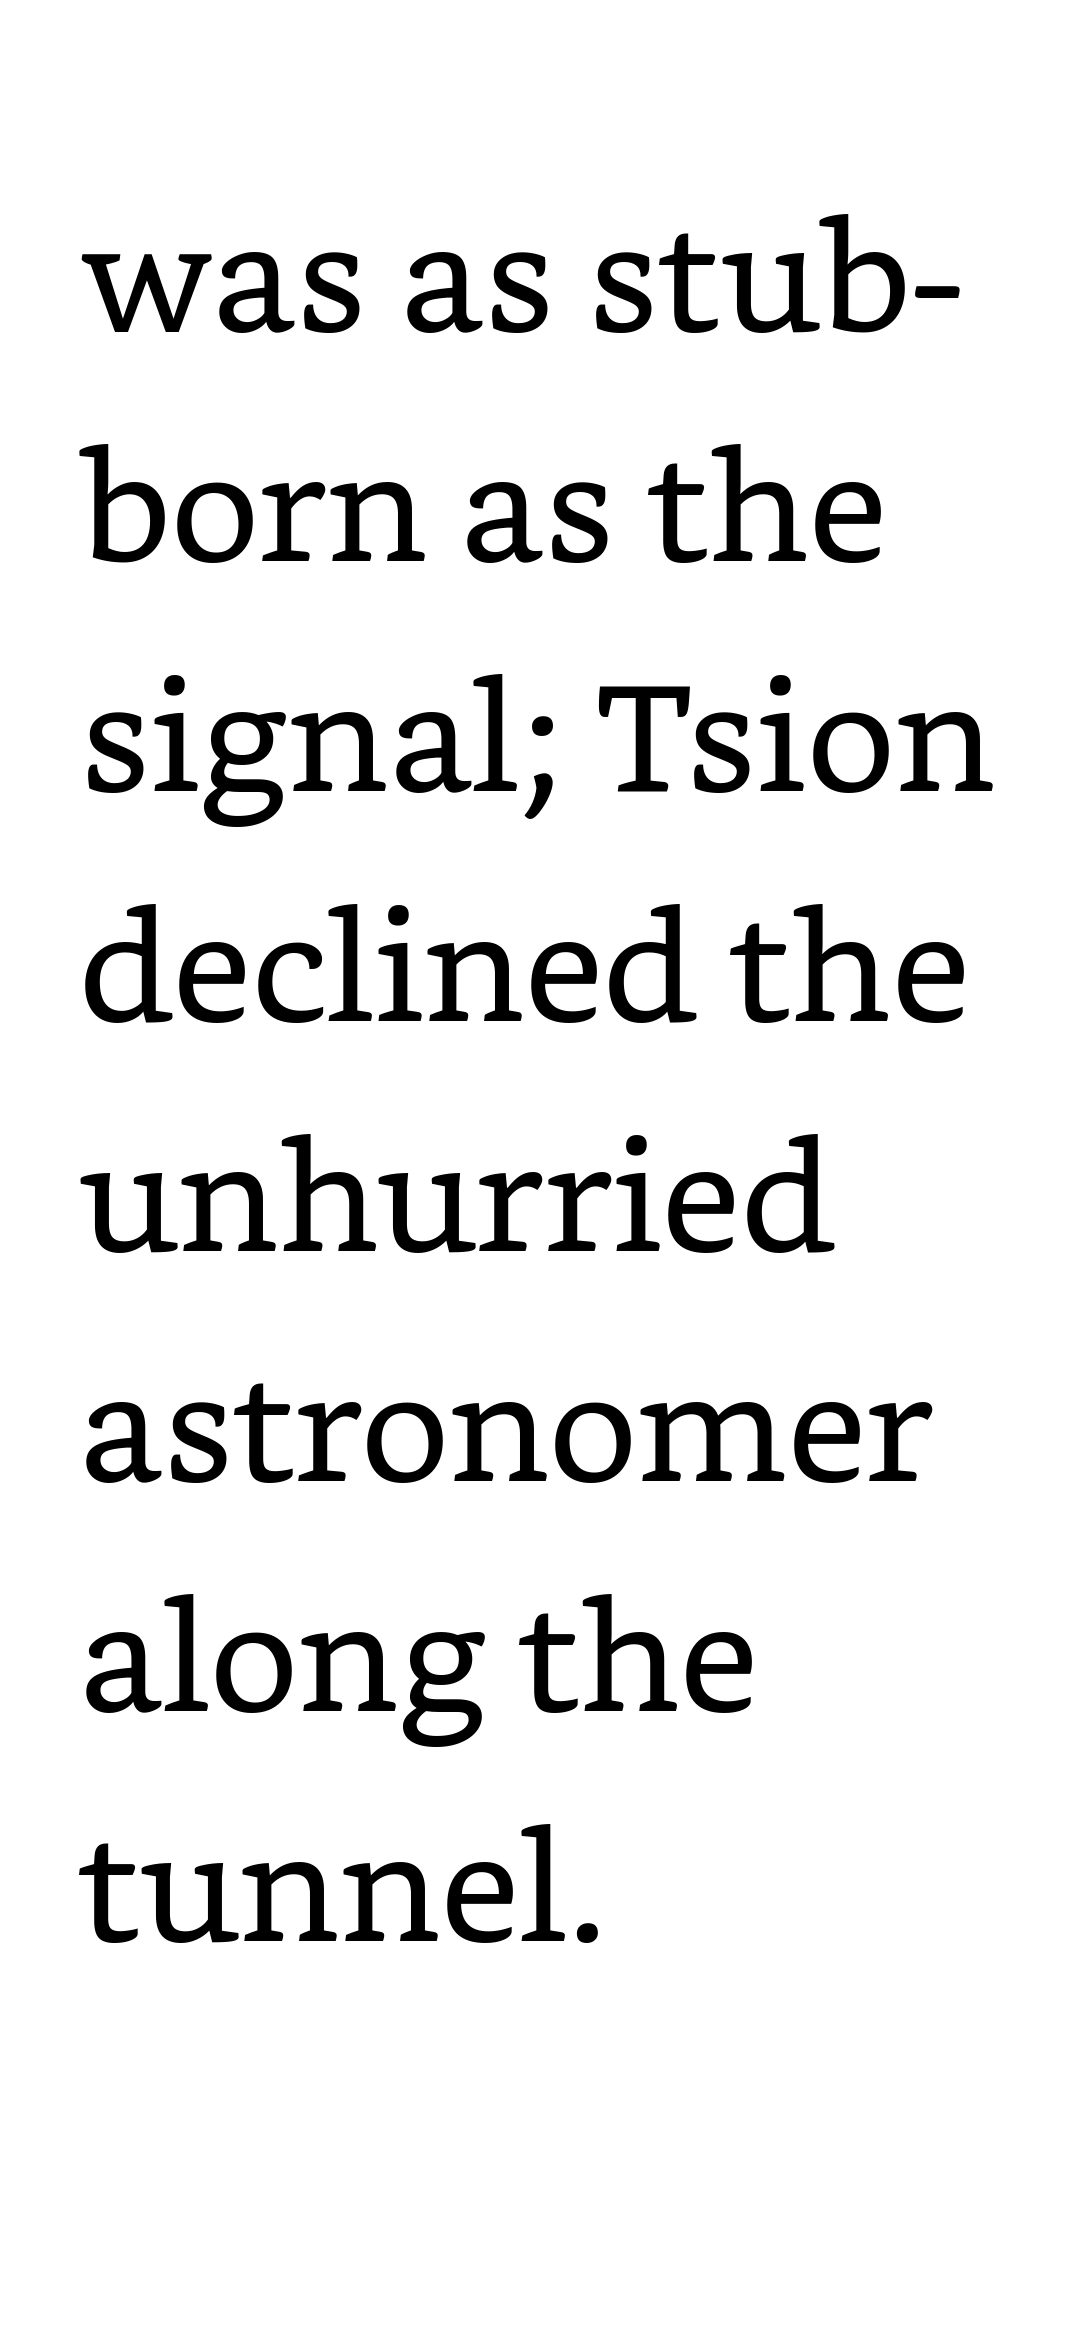 was as stub-
born as the
signal; Tsion
declined the
unhurried
astronomer
along the
tunnel.